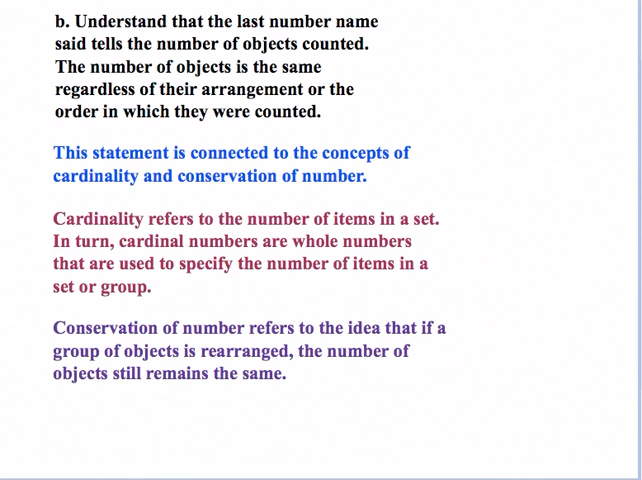 b. Understand that the last number name
said tells the number of objects counted.
The number of objects is the same
regardless of their arrangement or the
order in which they were counted.
This statement is connected to the concepts of
cardinality and conservation of number.
Cardinality refers to the number of items in a set.
In turn, cardinal numbers are whole numbers
that are used to specify the number of items in a
set or group.
Conservation of number refers to the idea that if a
group of objects is rearranged, the number of
objects still remains the same.